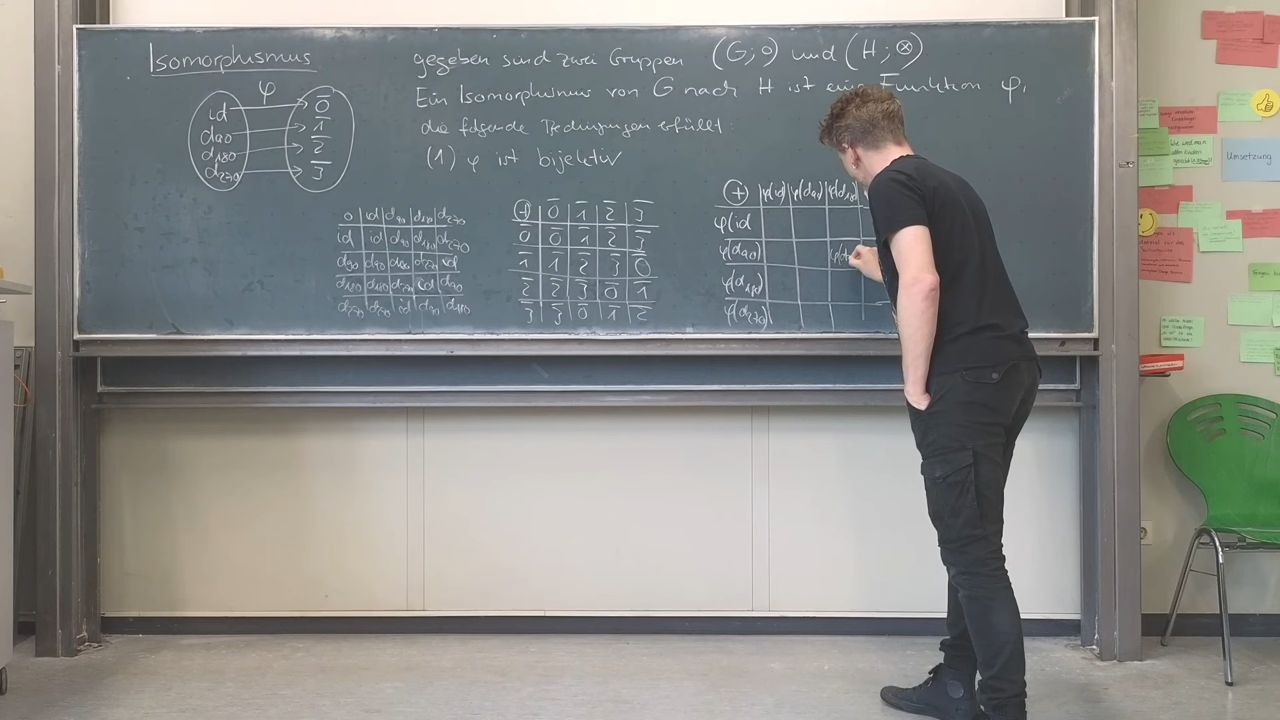 Isomorphismus
gegeben sind zwei Gruppen (G;∘) und (H;⊗)
Ein Isomorphismus von G nach H ist eine Funktion φ,
die folgende Bedingungen erfüllt:
(1) φ ist bijektiv
φ
id 0̅
d90 1̅
d180 2̅
d270 3̅
∘ id d90 d180 d270
id id d90 d180 d270
d90 d90 d180 d270 id
d180 d180 d270 id d90
d270 d270 id d90 d180
⊕ 0̅ 1̅ 2̅ 3̅
0̅ 0̅ 1̅ 2̅ 3̅
1̅ 1̅ 2̅ 3̅ 0̅
2̅ 2̅ 3̅ 0̅ 1̅
3̅ 3̅ 0̅ 1̅ 2̅
⊕ φ(id) φ(d90) φ(d180)
φ(id
φ(d90) φ(d
φ(d180)
φ(d270)
Umsetzung